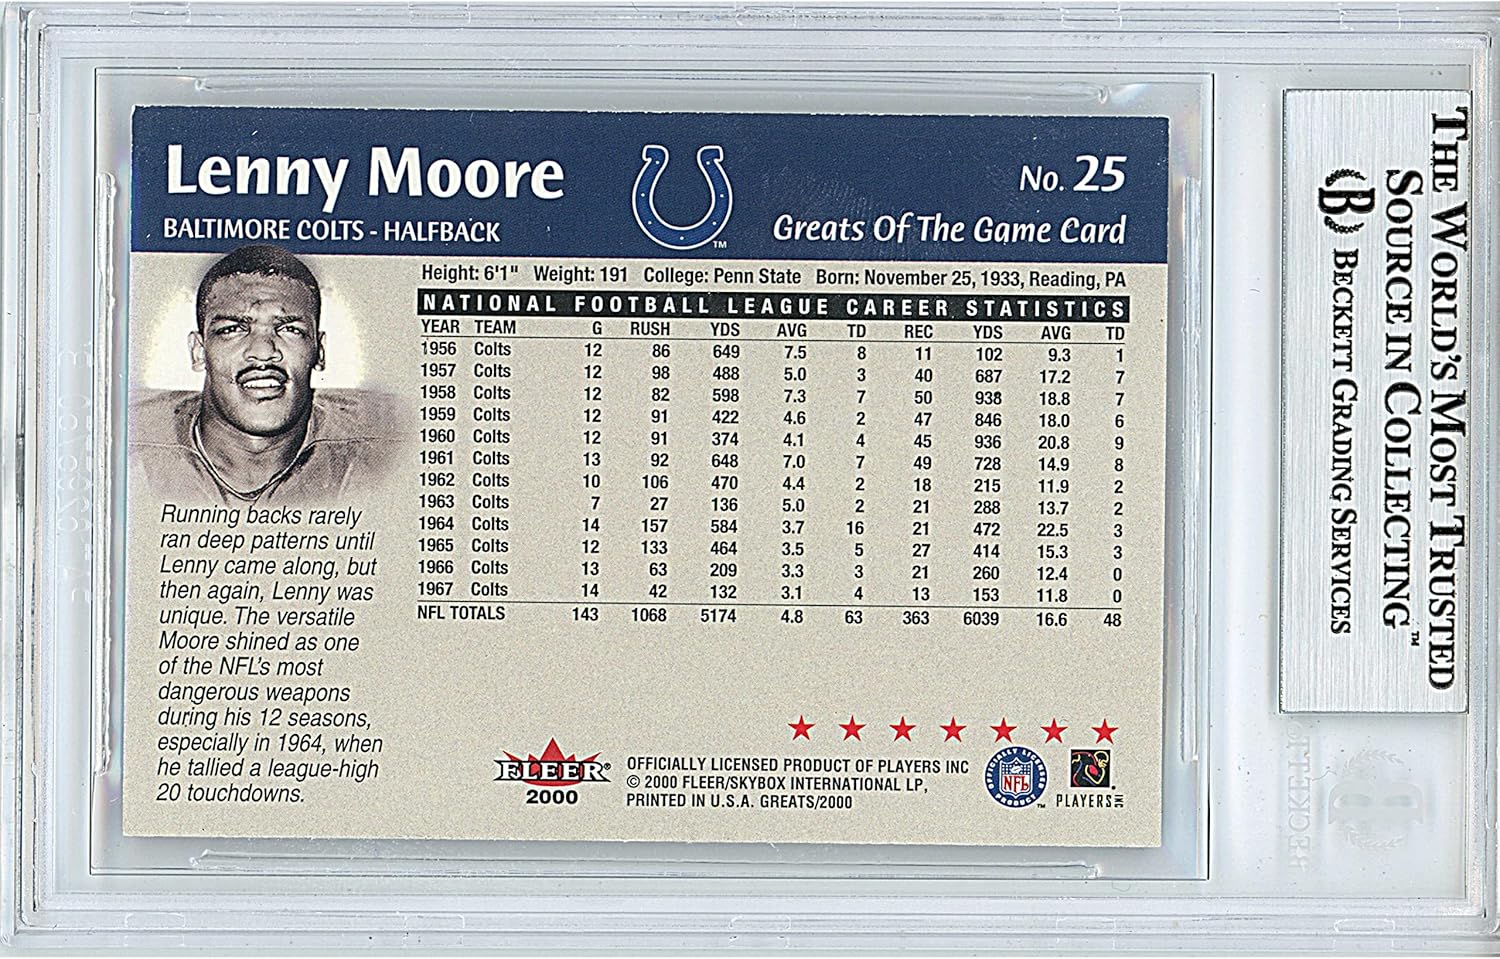 Lenny Moore
BALTIMORE COLTS - HALFBACK
TM
No. 25
Greats Of The Game Card
Height: 6'1" Weight: 191 College: Penn State Born: November 25, 1933, Reading, PA
NATIONAL FOOTBALL LEAGUE CAREER STATISTICS
YEAR TEAM G RUSH YDS AVG TD REC YDS AVG TD
1956 Colts 12 86 649 7.5 8 11 102 9.3 1
1957 Colts 12 98 488 5.0 3 40 687 17.2 7
1958 Colts 12 82 598 7.3 7 50 938 18.8 7
1959 Colts 12 91 422 4.6 2 47 846 18.0 6
1960 Colts 12 91 374 4.1 4 45 936 20.8 9
1961 Colts 13 92 648 7.0 7 49 728 14.9 8
1962 Colts 10 106 470 4.4 2 18 215 11.9 2
1963 Colts 7 27 136 5.0 2 21 288 13.7 2
1964 Colts 14 157 584 3.7 16 21 472 22.5 3
1965 Colts 12 133 464 3.5 5 27 414 15.3 3
1966 Colts 13 63 209 3.3 3 21 260 12.4 0
1967 Colts 14 42 132 3.1 4 13 153 11.8 0
NFL TOTALS 143 1068 5174 4.8 63 363 6039 16.6 48
Running backs rarely
ran deep patterns until
Lenny came along, but
then again, Lenny was
unique. The versatile
Moore shined as one
of the NFL's most
dangerous weapons
during his 12 seasons,
especially in 1964, when
he tallied a league-high
20 touchdowns.
FLEER®
2000
OFFICIALLY LICENSED PRODUCT OF PLAYERS INC
© 2000 FLEER/SKYBOX INTERNATIONAL LP,
PRINTED IN U.S.A. GREATS/2000
OFFICIALLY LICENSED PRODUCT
NFL
TM
PLAYERS INC
THE WORLD'S MOST TRUSTED
SOURCE IN COLLECTING™
B BECKETT GRADING SERVICES